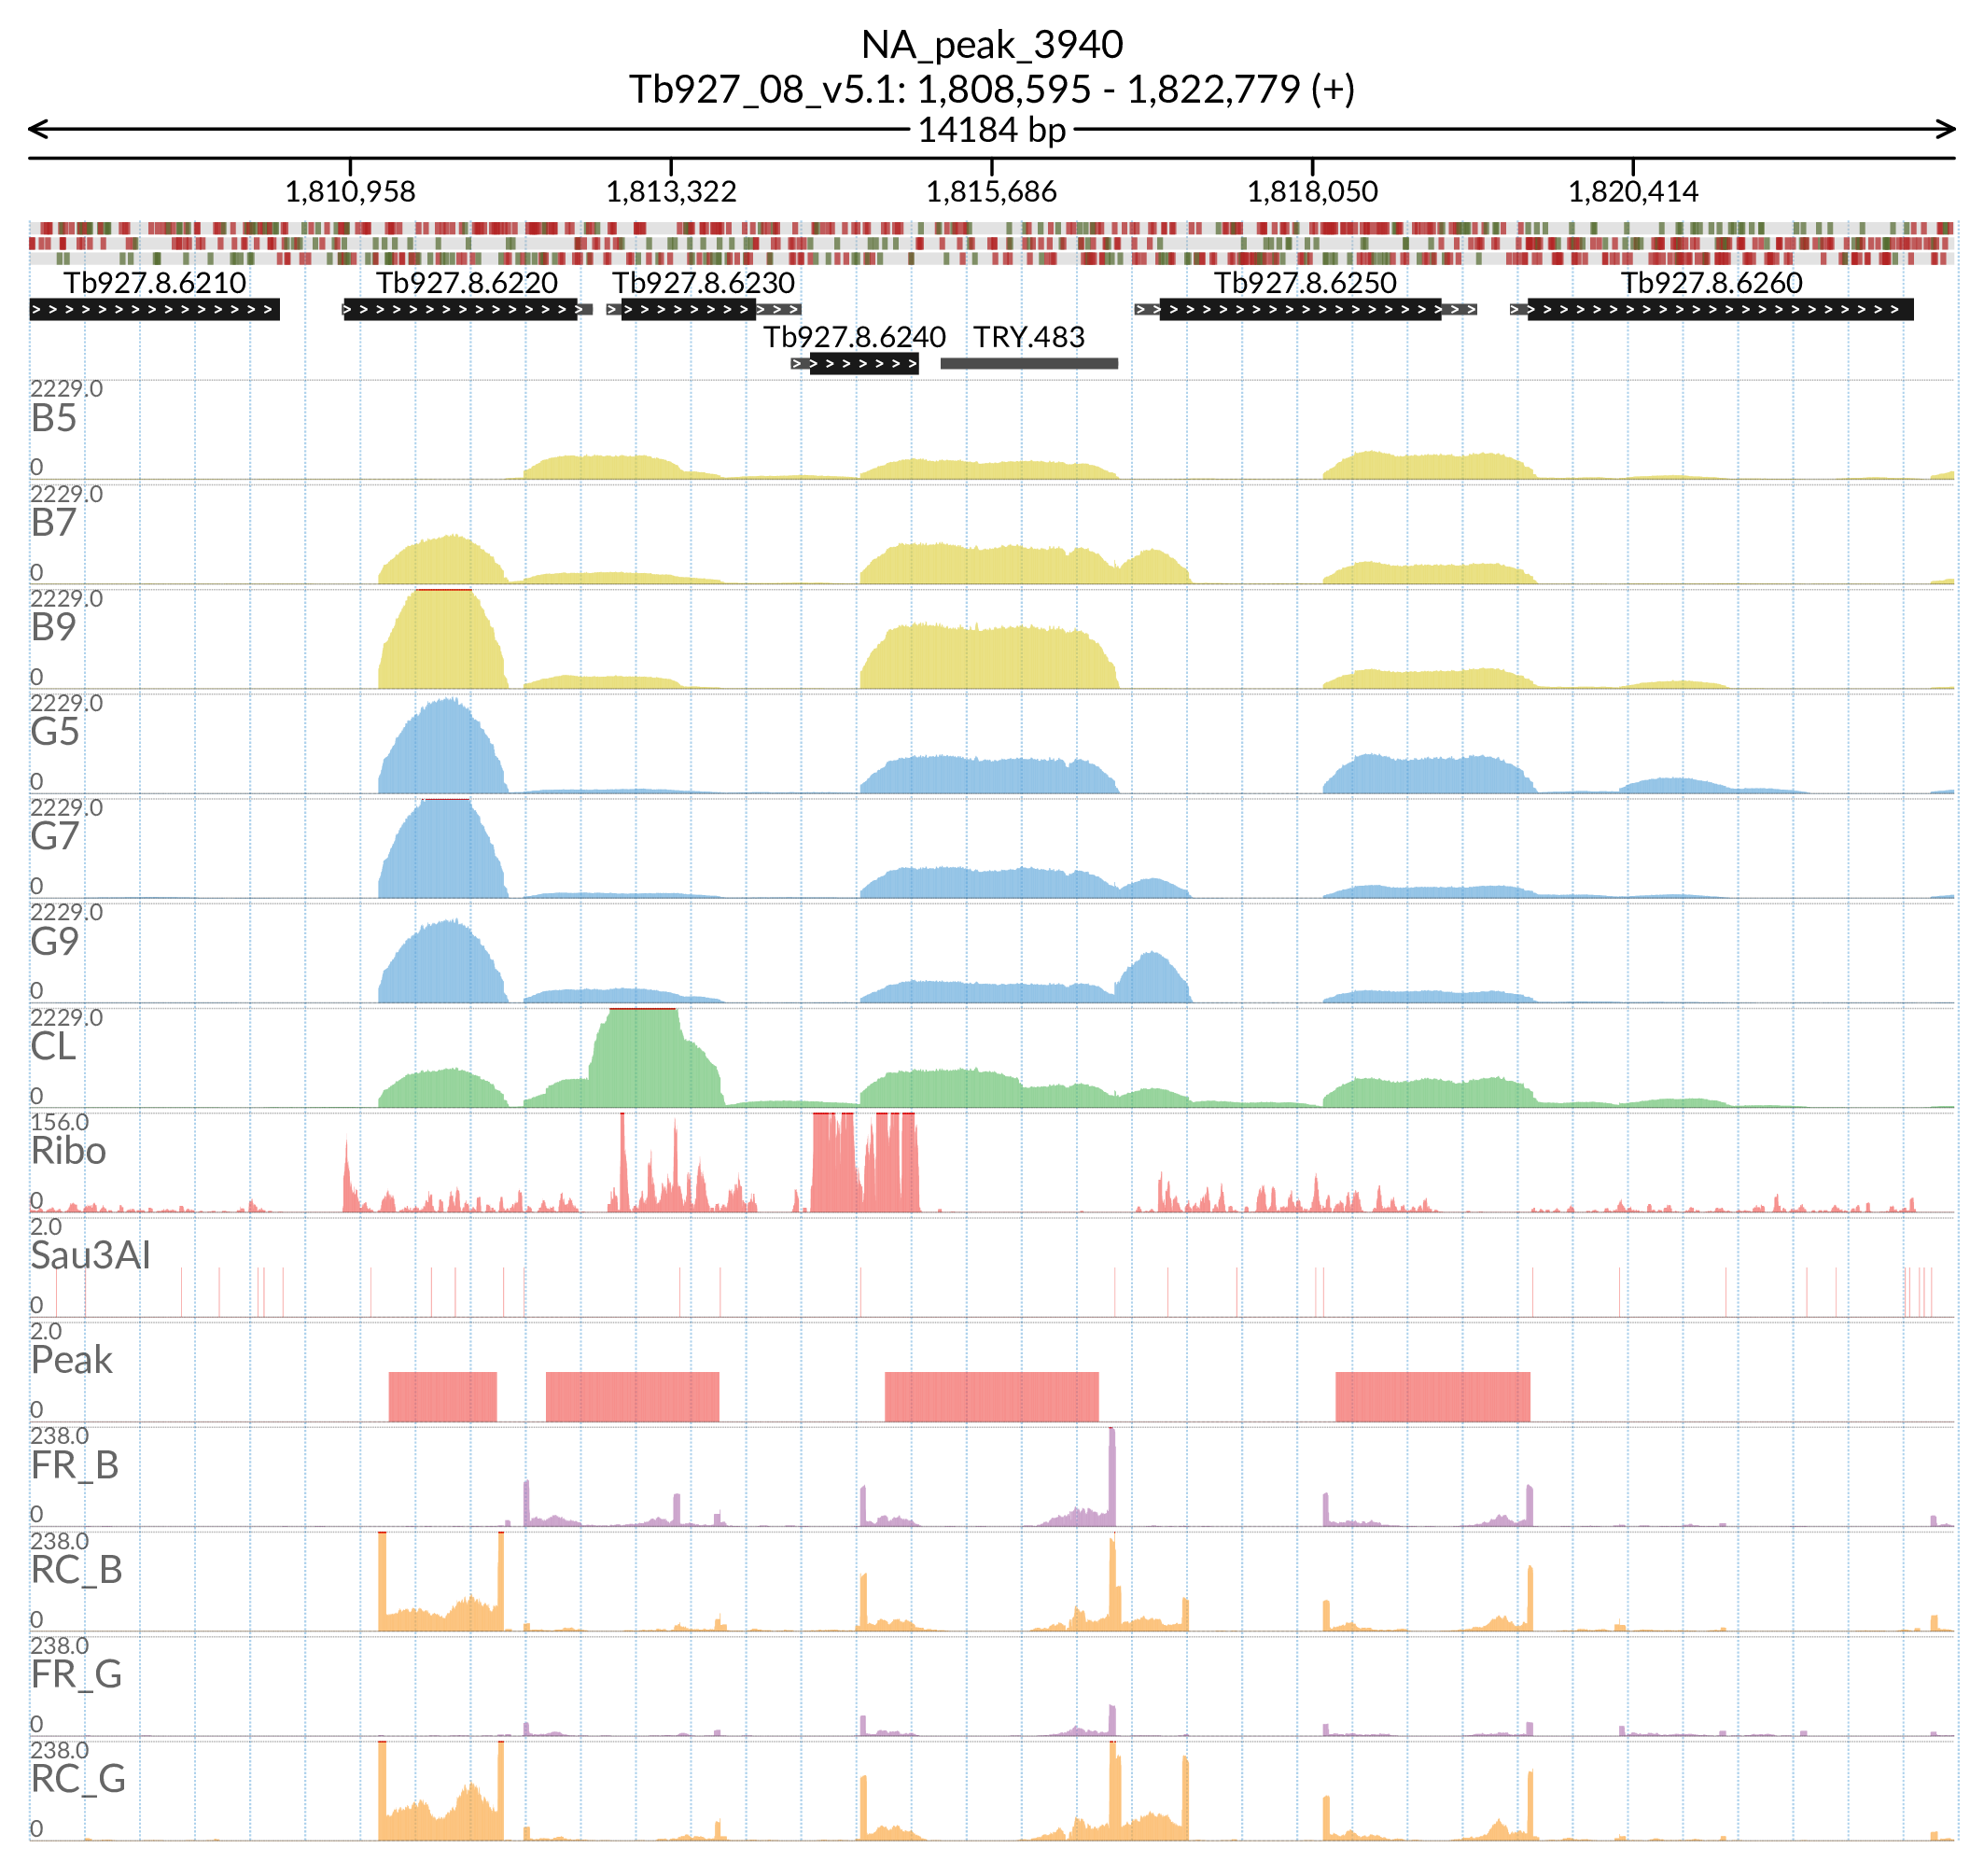 NA_peak_3940
Tb927_08_v5.1: 1,808,595 - 1,822,779 (+)
14184 bp
1,810,958 1,813,322 1,815,686 1,818,050 1,820,414
Tb927.8.6210 Tb927.8.6220 Tb927.8.6230 Tb927.8.6250 Tb927.8.6260
Tb927.8.6240 TRY.483
2229.0
B5
0
2229.0
B7
0
2229.0
B9
0
2229.0
G5
0
2229.0
G7
0
2229.0
G9
0
2229.0
CL
0
156.0
Ribo
0
2.0
Sau3AI
0
2.0
Peak
0
238.0
FR_B
0
238.0
RC_B
0
238.0
FR_G
0
238.0
RC_G
0